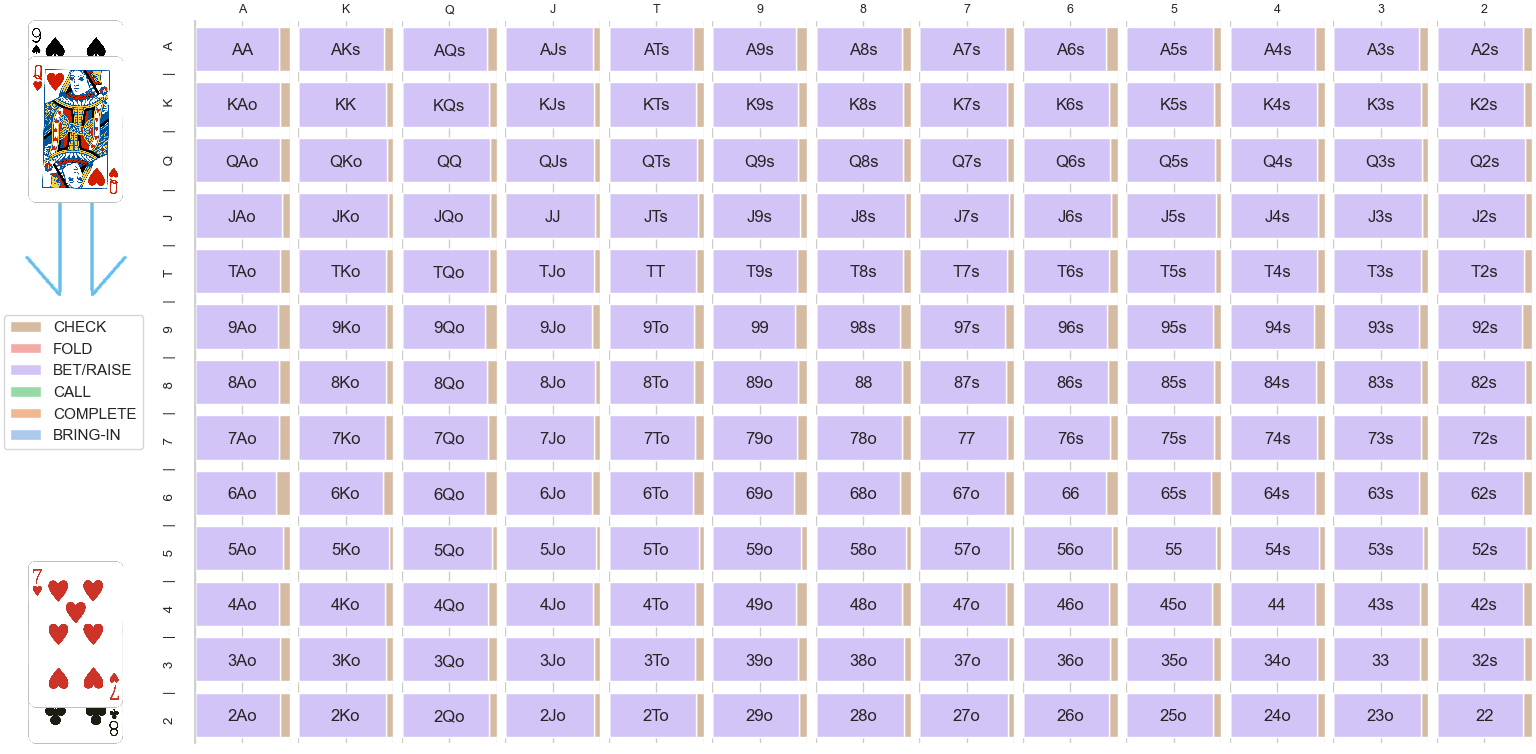 A K Q J T 9 8 7 6 5 4 3 2
9
Q
Q
A AA AKs AQs AJs ATs A9s A8s A7s A6s A5s A4s A3s A2s
K KAo KK KQs KJs KTs K9s K8s K7s K6s K5s K4s K3s K2s
Q QAo QKo QQ QJs QTs Q9s Q8s Q7s Q6s Q5s Q4s Q3s Q2s
J JAo JKo JQo JJ JTs J9s J8s J7s J6s J5s J4s J3s J2s
T TAo TKo TQo TJo TT T9s T8s T7s T6s T5s T4s T3s T2s
9 9Ao 9Ko 9Qo 9Jo 9To 99 98s 97s 96s 95s 94s 93s 92s
8 8Ao 8Ko 8Qo 8Jo 8To 89o 88 87s 86s 85s 84s 83s 82s
7 7Ao 7Ko 7Qo 7Jo 7To 79o 78o 77 76s 75s 74s 73s 72s
6 6Ao 6Ko 6Qo 6Jo 6To 69o 68o 67o 66 65s 64s 63s 62s
5 5Ao 5Ko 5Qo 5Jo 5To 59o 58o 57o 56o 55 54s 53s 52s
4 4Ao 4Ko 4Qo 4Jo 4To 49o 48o 47o 46o 45o 44 43s 42s
3 3Ao 3Ko 3Qo 3Jo 3To 39o 38o 37o 36o 35o 34o 33 32s
2 2Ao 2Ko 2Qo 2Jo 2To 29o 28o 27o 26o 25o 24o 23o 22
CHECK
FOLD
BET/RAISE
CALL
COMPLETE
BRING-IN
7
7
8